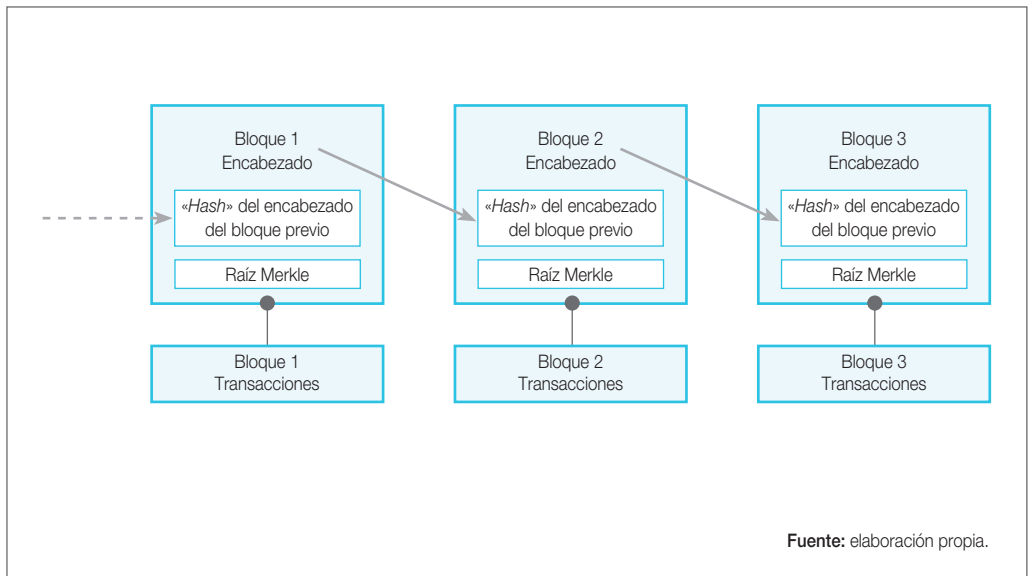 Bloque 1
Encabezado
«Hash» del encabezado
del bloque previo
Raíz Merkle
Bloque 1
Transacciones
Bloque 2
Encabezado
«Hash» del encabezado
del bloque previo
Raíz Merkle
Bloque 2
Transacciones
Bloque 3
Encabezado
«Hash» del encabezado
del bloque previo
Raíz Merkle
Bloque 3
Transacciones
Fuente: elaboración propia.